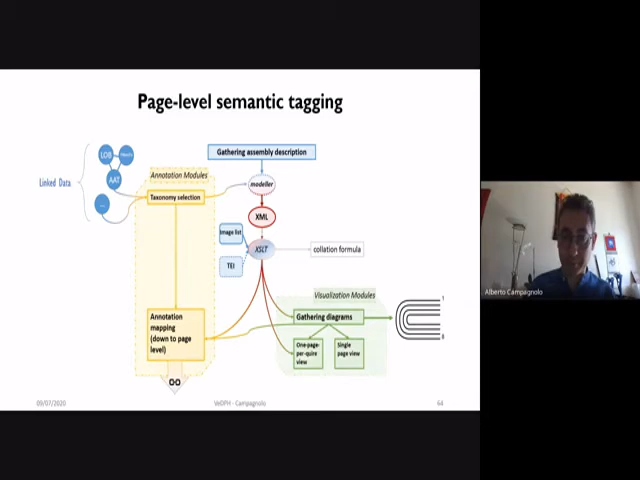 Page-level semantic tagging
Gathering assembly description
LOB
AAT
...
Linked Data
Annotation Modules
Taxonomy selection
modeller
XML
Image list
XSLT
collation formula
TEI
Visualization Modules
Annotation
mapping
(down to page
level)
Gathering diagrams
1
8
One-page-
per-quire
view
Single
page view
09/07/2020
VeDPH - Campagnolo
64
Alberto Campagnolo